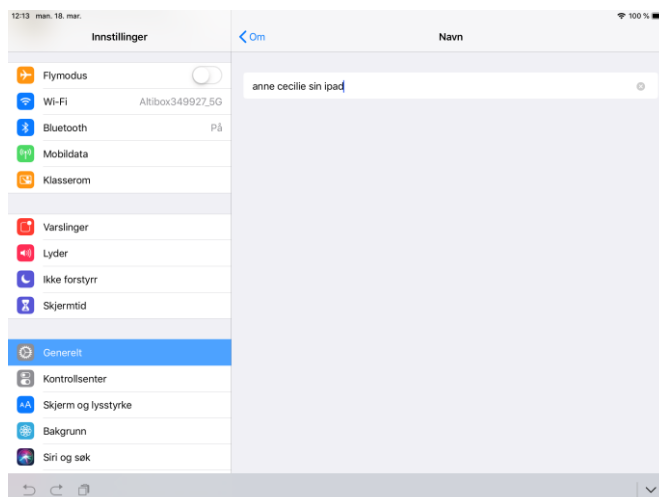 12:13 man. 18. mar.
100 %
Innstillinger
Om
Navn
Flymodus
anne cecilie sin ipad
Wi-Fi Altibox349927_5G
Bluetooth På
Mobildata
Klasserom
Varslinger
Lyder
Ikke forstyrr
Skjermtid
Generelt
Kontrollsenter
AA Skjerm og lysstyrke
Bakgrunn
Siri og søk